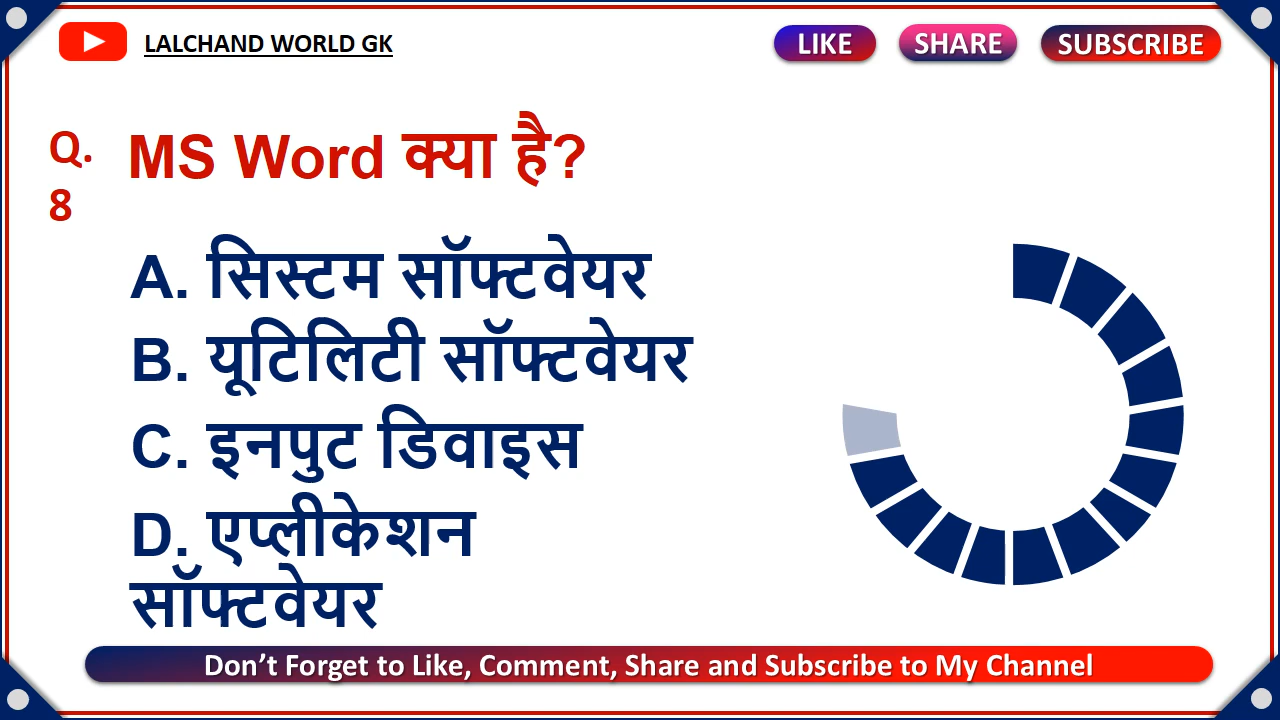 LALCHAND WORLD GK
LIKE
SHARE
SUBSCRIBE
Q. 8
MS Word क्या है?
A. सिस्टम सॉफ्टवेयर
B. यूटिलिटी सॉफ्टवेयर
C. इनपुट डिवाइस
D. एप्लीकेशन
सॉफ्टवेयर
Don’t Forget to Like, Comment, Share and Subscribe to My Channel